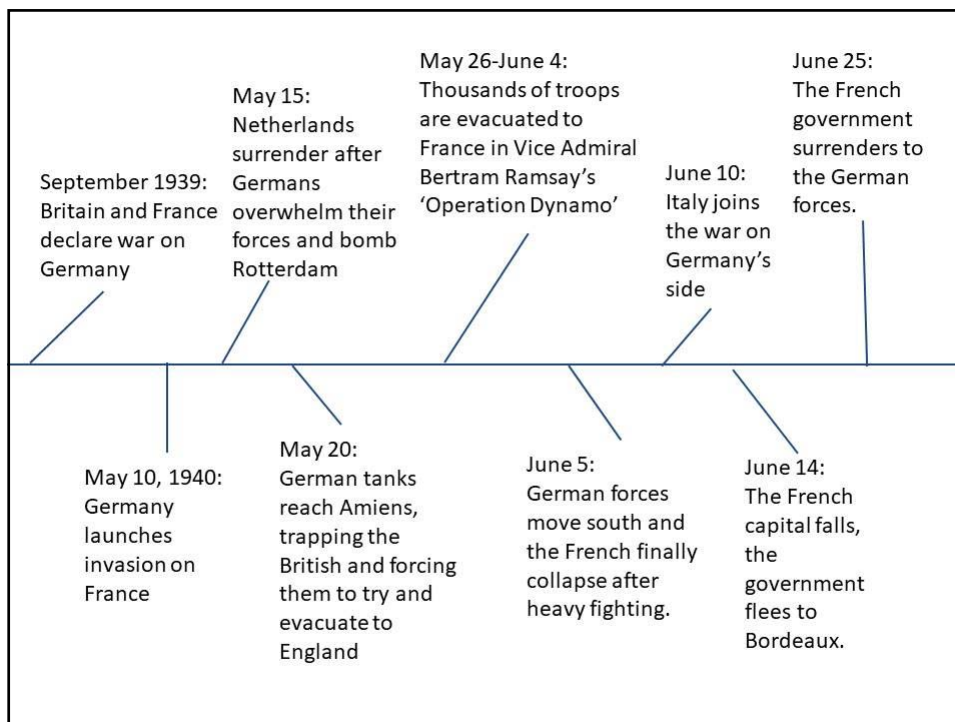 September 1939:
Britain and France
declare war on
Germany
May 10, 1940:
Germany
launches
invasion on
France
May 15:
Netherlands
surrender after
Germans
overwhelm their
forces and bomb
Rotterdam
May 20:
German tanks
reach Amiens,
trapping the
British and forcing
them to try and
evacuate to
England
May 26-June 4:
Thousands of troops
are evacuated to
France in Vice Admiral
Bertram Ramsay’s
‘Operation Dynamo’
June 5:
German forces
move south and
the French finally
collapse after
heavy fighting.
June 10:
Italy joins
the war on
Germany’s
side
June 14:
The French
capital falls,
the
government
flees to
Bordeaux.
June 25:
The French
government
surrenders to
the German
forces.